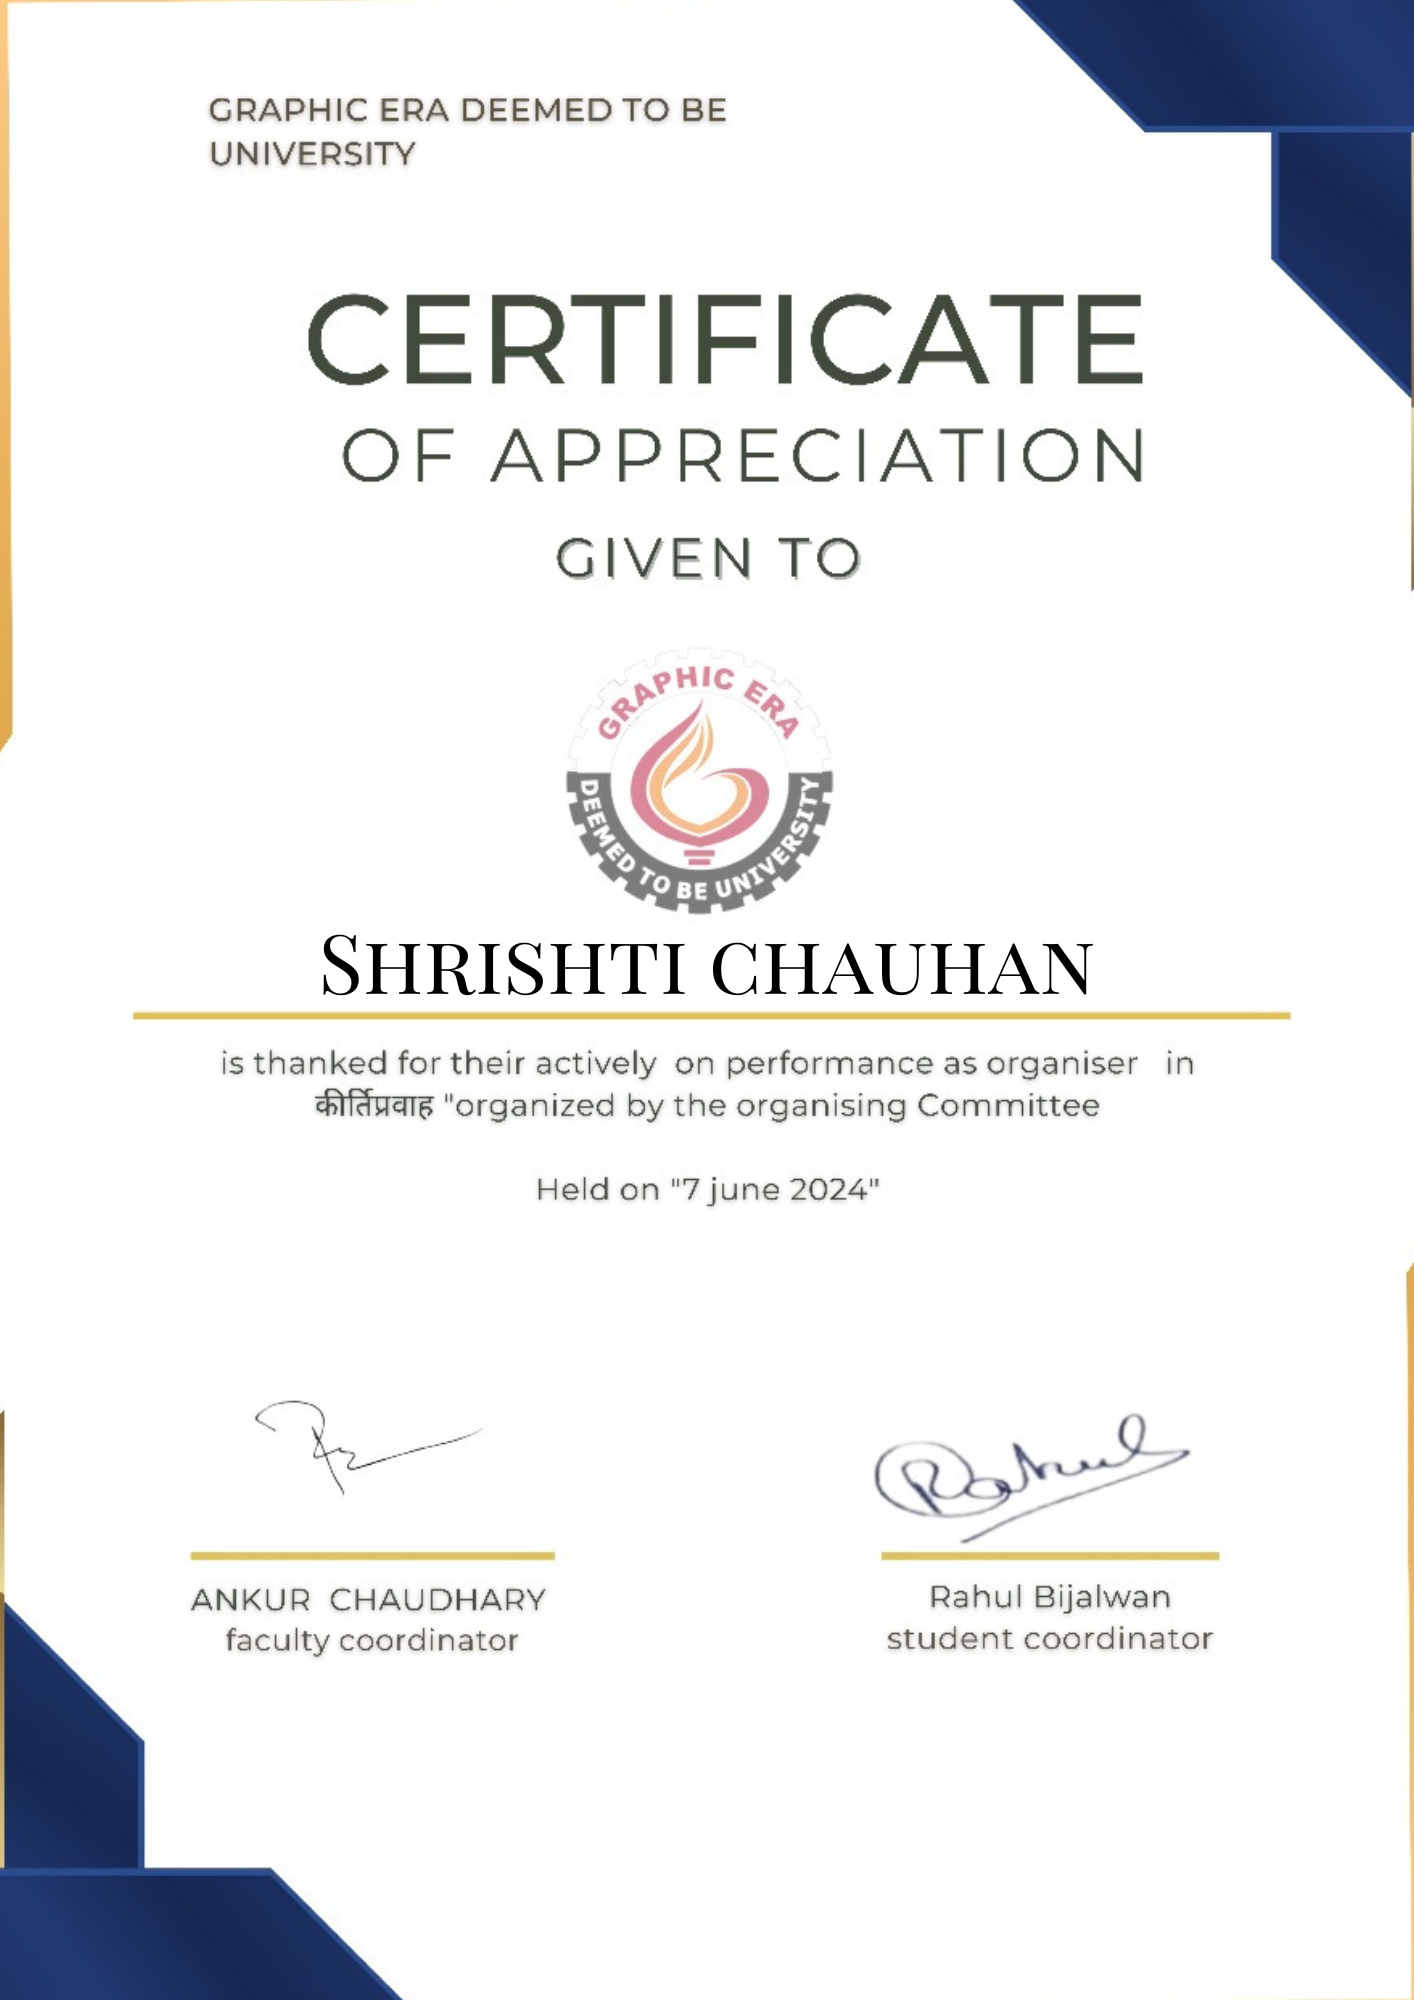 GRAPHIC ERA DEEMED TO BE
UNIVERSITY
CERTIFICATE
OF APPRECIATION
GIVEN TO
GRAPHIC ERA
DEEMED TO BE UNIVERSITY
SHRISHTI CHAUHAN
is thanked for their actively on performance as organiser in
कीर्तिप्रवाह "organized by the organising Committee
Held on "7 june 2024"
Rahul
ANKUR CHAUDHARY
faculty coordinator
Rahul Bijalwan
student coordinator